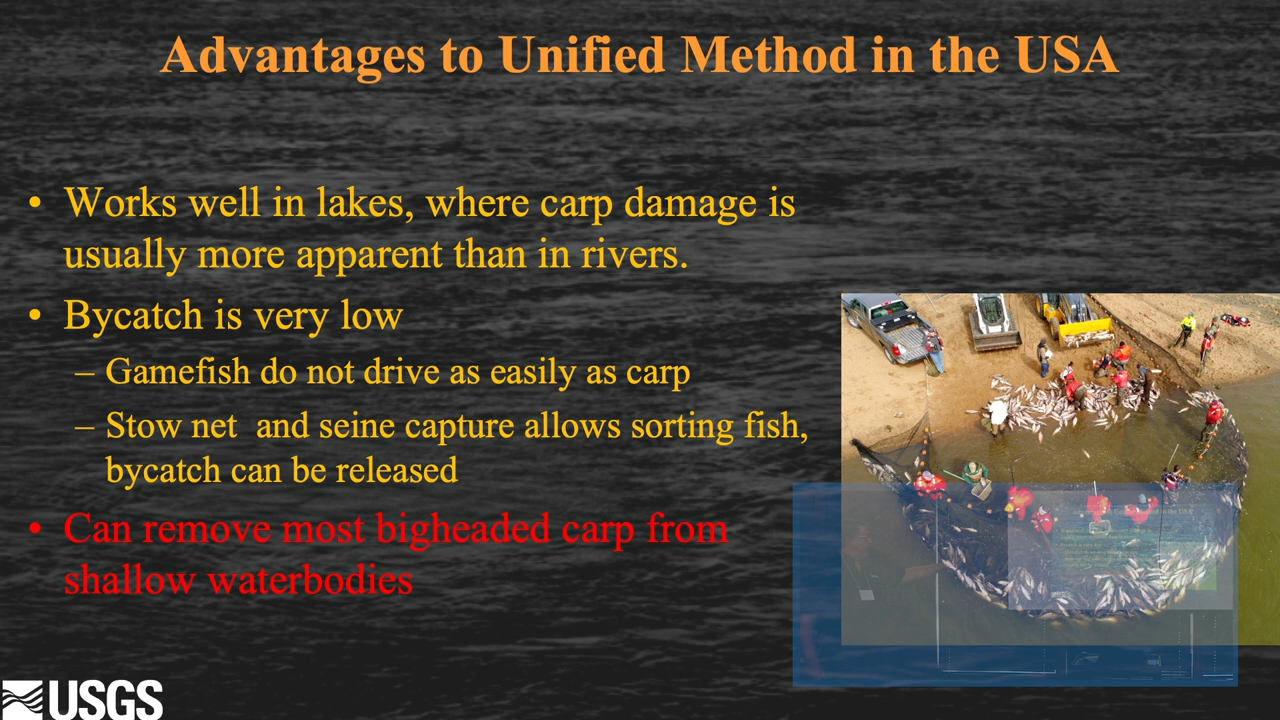 Advantages to Unified Method in the USA
• Works well in lakes, where carp damage is
usually more apparent than in rivers.
• Bycatch is very low
– Gamefish do not drive as easily as carp
– Stow net  and seine capture allows sorting fish,
bycatch can be released
• Can remove most bigheaded carp from
shallow waterbodies
USGS